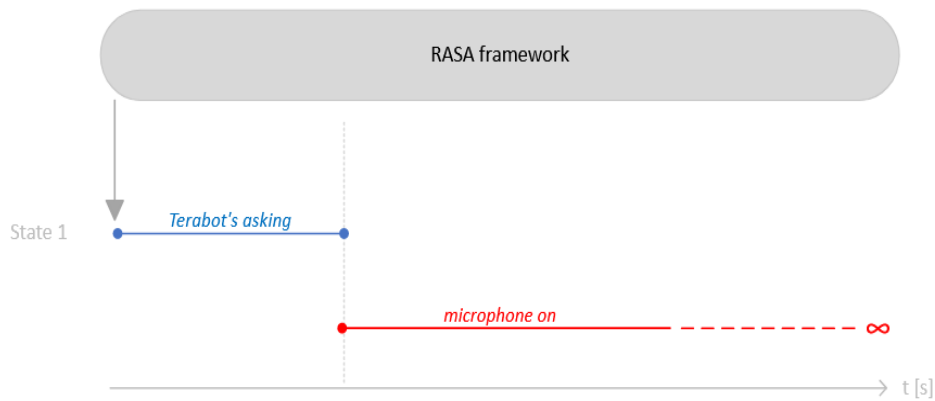 RASA framework
Terabot's asking
State 1
microphone on
∞
t [s]